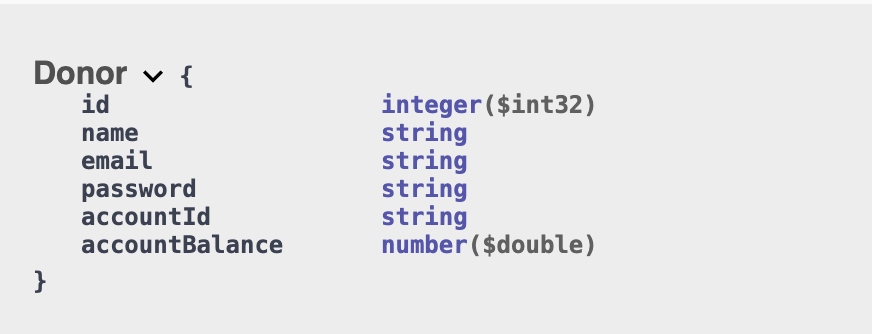 Donor {
id integer($int32)
name string
email string
password string
accountId string
accountBalance number($double)
}